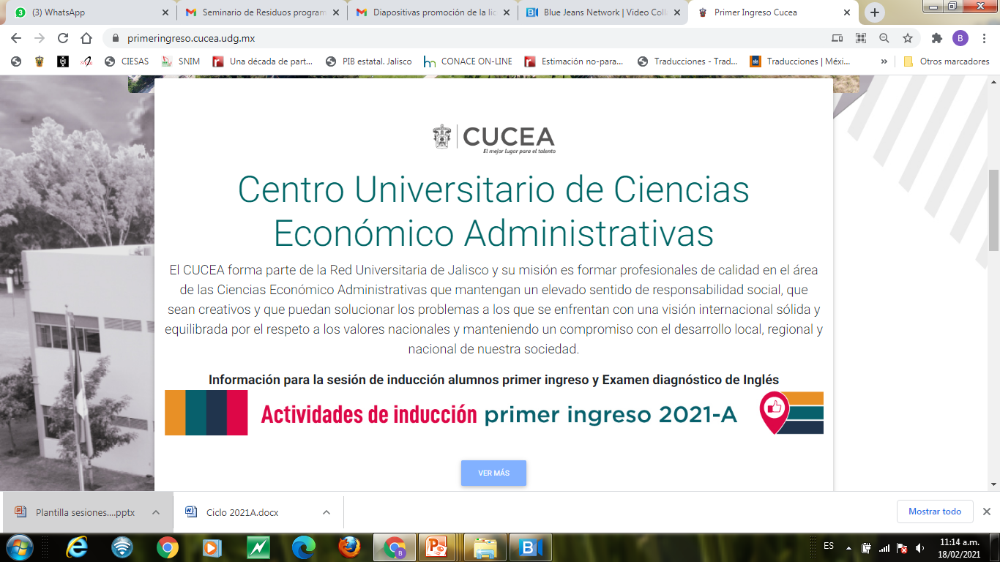 (3) WhatsApp
Seminario de Residuos program
Diapositivas promoción de la lic
Blue Jeans Network | Video Coll
Primer Ingreso Cucea
primeringreso.cucea.udg.mx
B
CIESAS
SNIM
Una década de part...
PIB estatal. Jalisco
CONACE ON-LINE
Estimación no-para...
Traducciones - Trad...
Traducciones | Méxi...
»
Otros marcadores
CUCEA
El mejor lugar para el talento
Centro Universitario de Ciencias
Económico Administrativas
El CUCEA forma parte de la Red Universitaria de Jalisco y su misión es formar profesionales de calidad en el área
de las Ciencias Económico Administrativas que mantengan un elevado sentido de responsabilidad social, que
sean creativos y que puedan solucionar los problemas a los que se enfrentan con una visión internacional sólida y
equilibrada por el respeto a los valores nacionales y manteniendo un compromiso con el desarrollo local, regional y
nacional de nuestra sociedad.
Información para la sesión de inducción alumnos primer ingreso y Examen diagnóstico de Inglés
Actividades de inducción primer ingreso 2021-A
VER MÁS
Plantilla sesiones....pptx
Ciclo 2021A.docx
Mostrar todo
ES
11:14 a.m.
18/02/2021